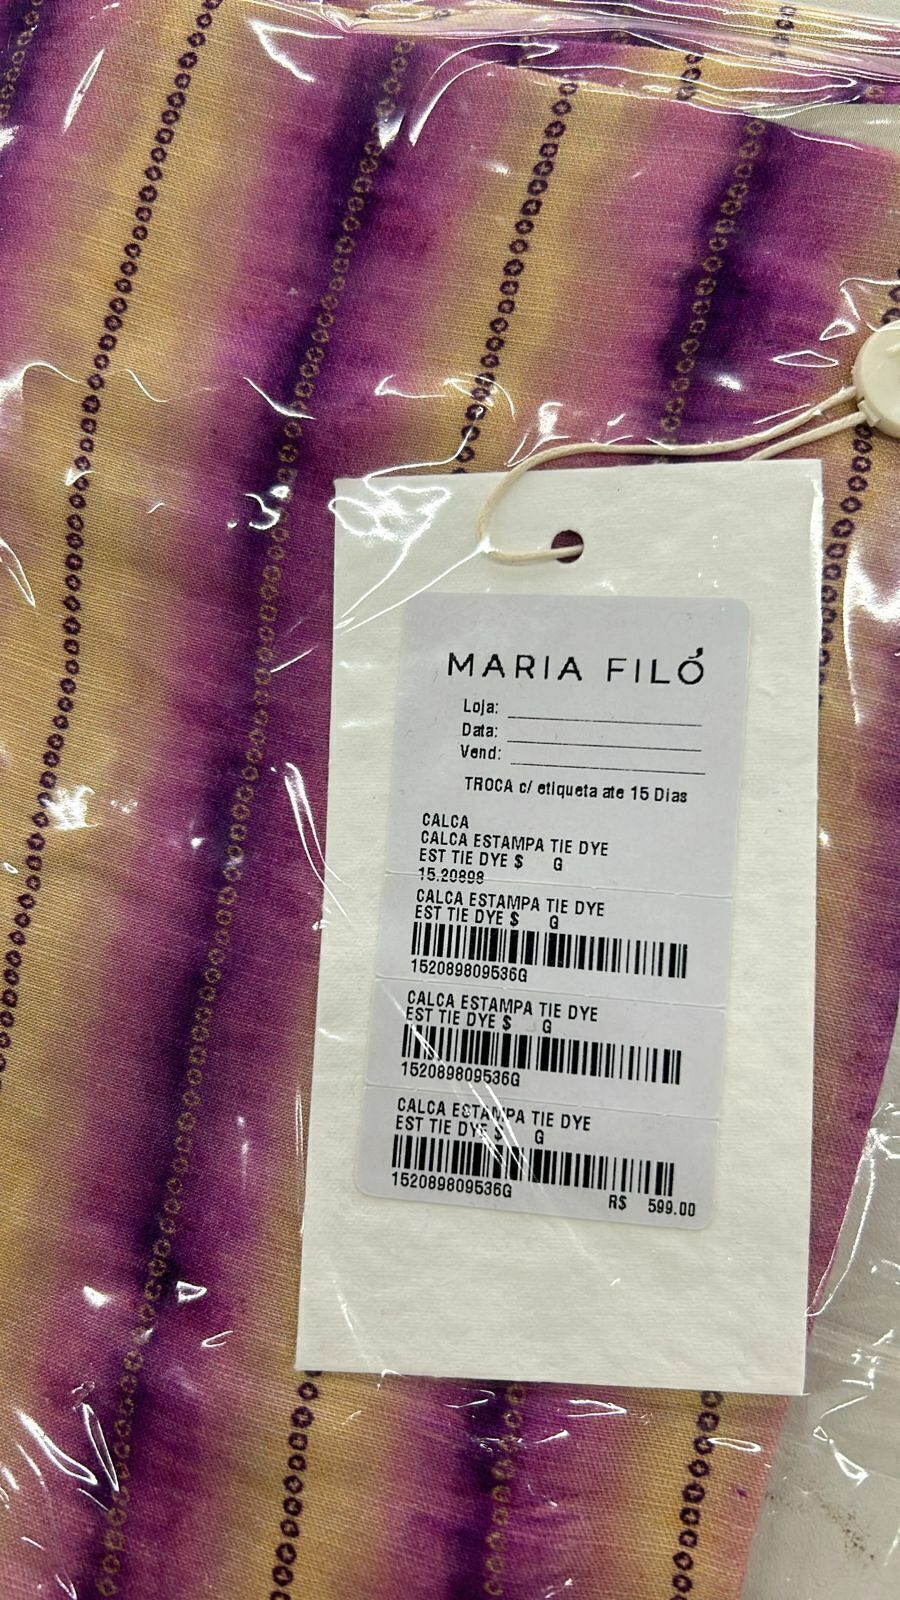 MARIA FILÓ
Loja:
Data:
Vend:
TROCA c/ etiqueta ate 15 Dias
CALCA
CALCA ESTAMPA TIE DYE
EST TIE DYE $ G
15.20898
CALCA ESTAMPA TIE DYE
EST TIE DYE $ G
152089809536G
CALCA ESTAMPA TIE DYE
EST TIE DYE $ G
152089809536G
CALCA ESTAMPA TIE DYE
EST TIE DYE $ G
152089809536G
R$ 599.00